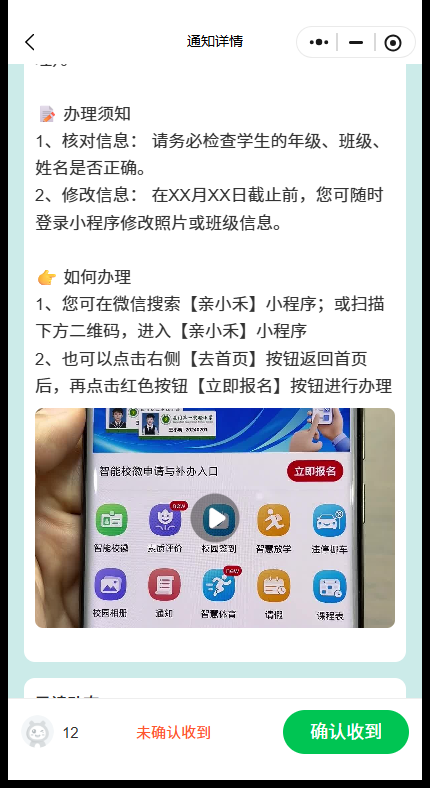 通知详情
办理须知
1、核对信息： 请务必检查学生的年级、班级、
姓名是否正确。
2、修改信息： 在XX月XX日截止前，您可随时
登录小程序修改照片或班级信息。
如何办理
1、您可在微信搜索【亲小禾】小程序；或扫描
下方二维码，进入【亲小禾】小程序
2、也可以点击右侧【去首页】按钮返回首页
后，再点击红色按钮【立即报名】按钮进行办理
智能校徽申请与补办入口
立即报名
new
智能校徽
素质评价
校园签到
智慧放学
违停挪车
new
校园相册
通知
智慧体育
请假
课程表
12
未确认收到
确认收到